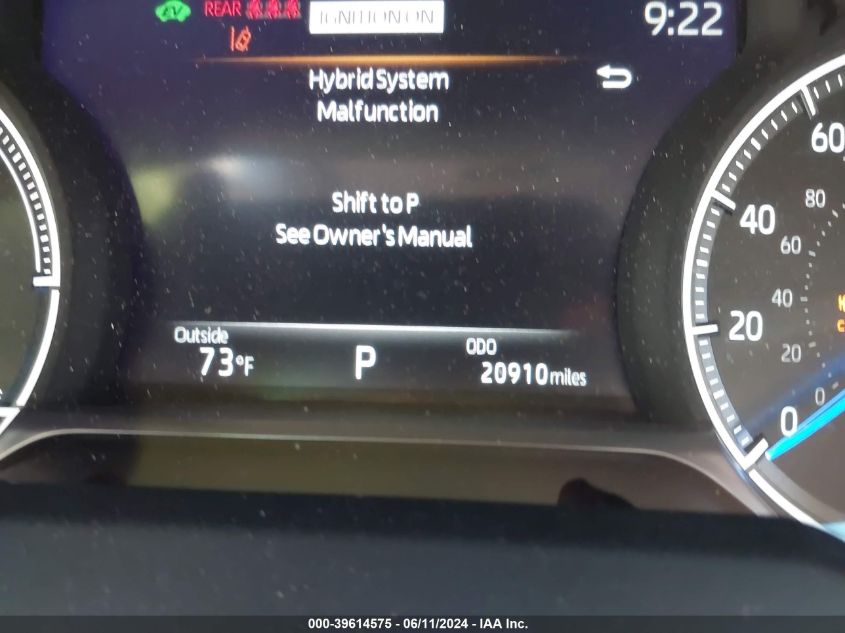 EV REAR IGNITION ON 9:22
Hybrid System
Malfunction
Shift to P
See Owner's Manual
Outside
73°F
P
ODO
20910 miles
60
40
20
0
80
60
40
20
0
000-39614575 - 06/11/2024 - IAA Inc.